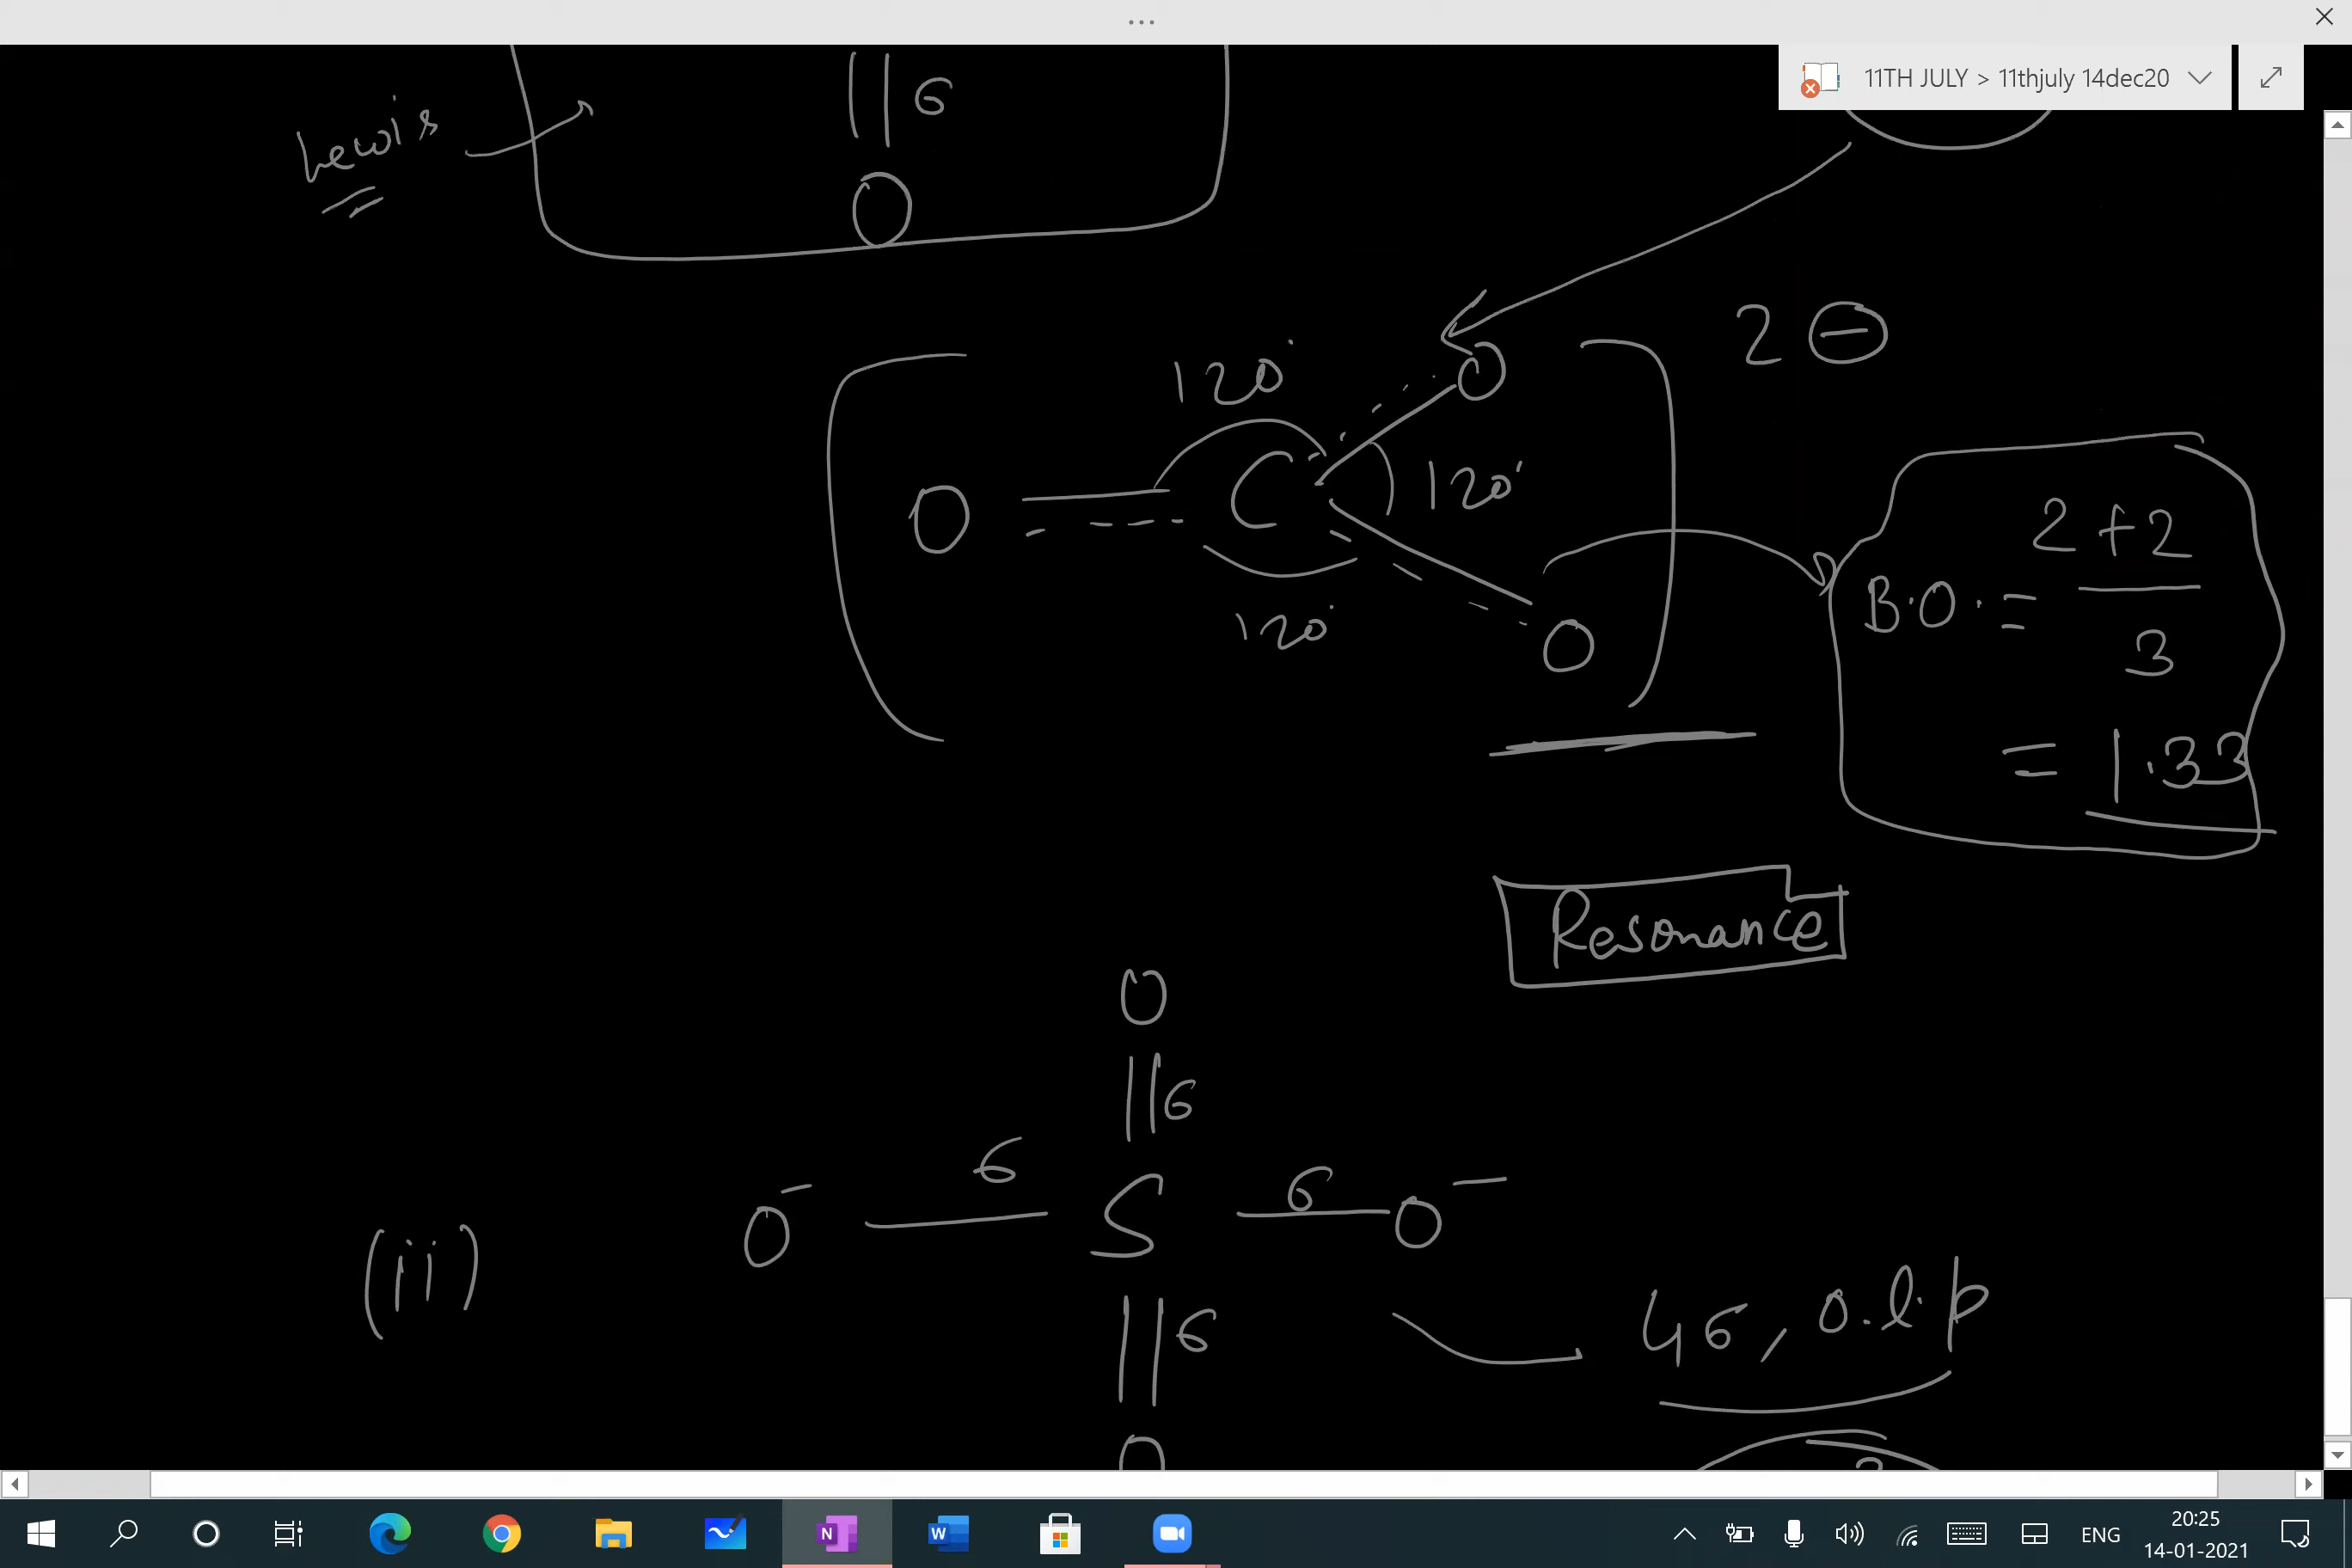 ...
11TH JULY > 11thjuly 14dec20
Lewis
σ
O
2 ⊖
120°
O
O
C
120°
120°
O
B.O. = 2+2
3
= 1.33
Resonance
O
σ
σ
σ
O⁻ S O⁻
(ii)
σ
4σ, 0 l.p
O
N
W
ENG
20:25
14-01-2021